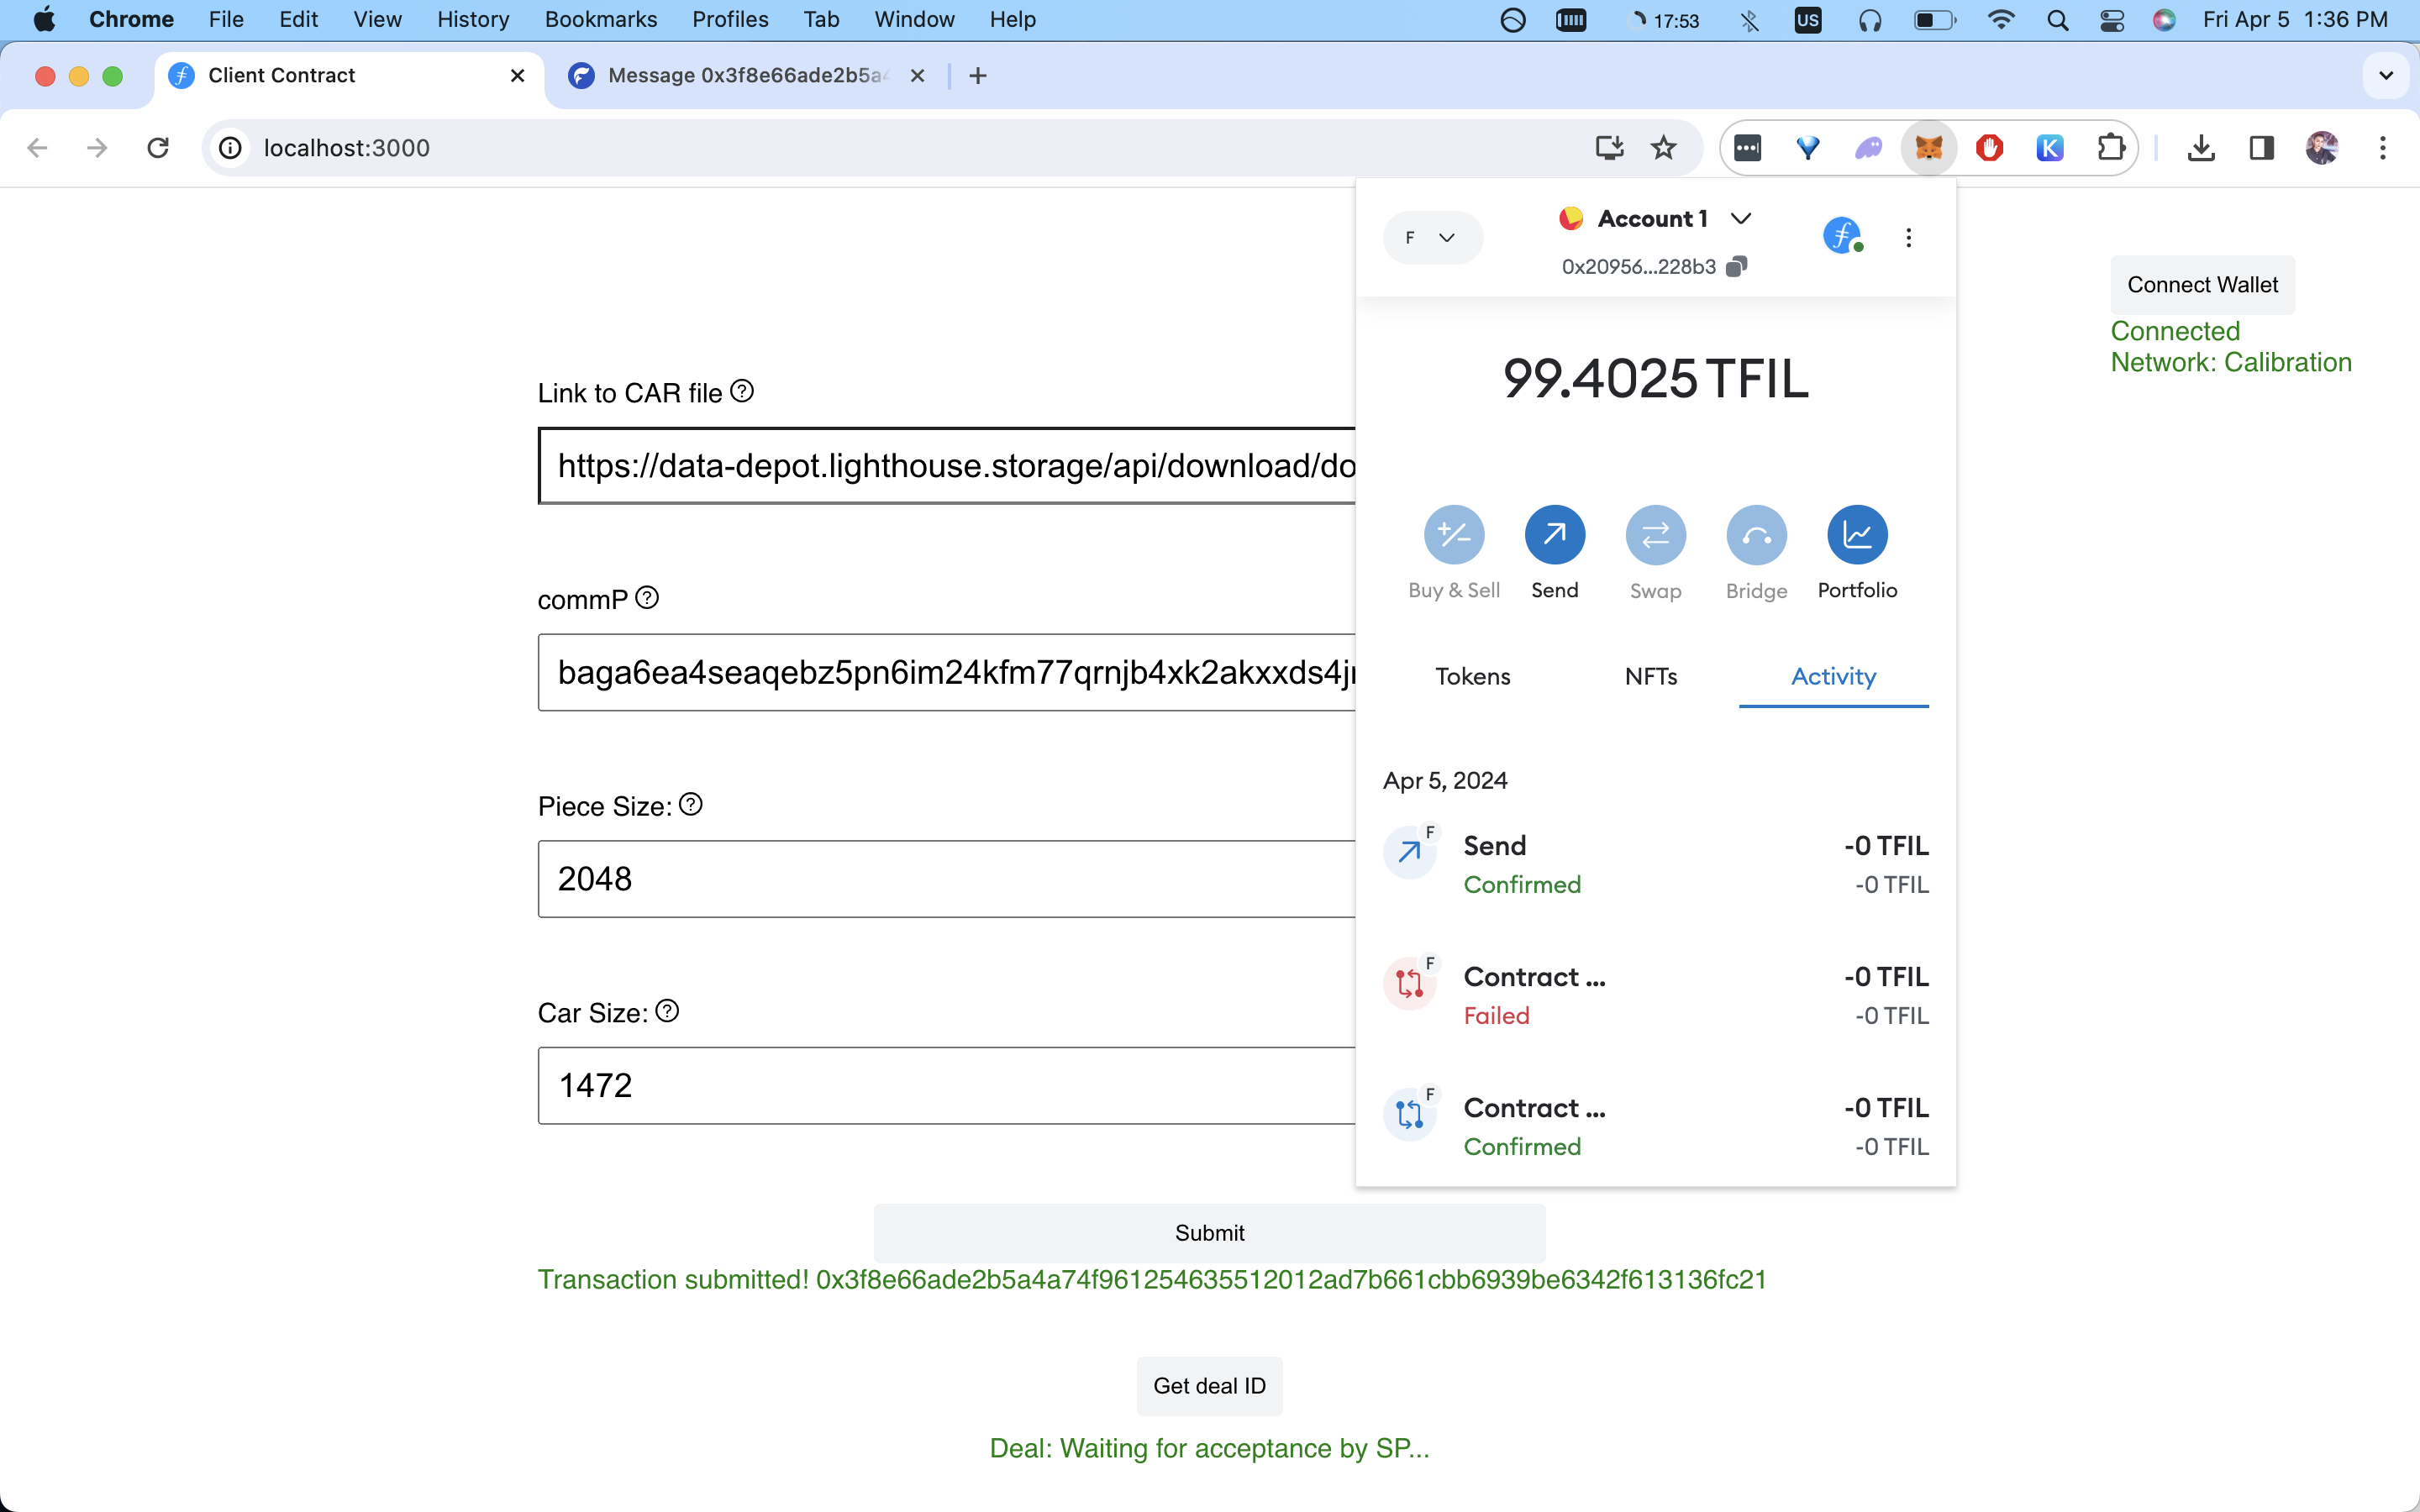 Chrome File Edit View History Bookmarks Profiles Tab Window Help 17:53 US Fri Apr 5 1:36 PM
Client Contract
Message 0x3f8e66ade2b5a
localhost:3000
K
F
Account 1
0x20956...228b3
Connect Wallet
Connected
Network: Calibration
99.4025 TFIL
Link to CAR file
https://data-depot.lighthouse.storage/api/download/do
Buy & Sell Send Swap Bridge Portfolio
commP
baga6ea4seaqebz5pn6im24kfm77qrnjb4xk2akxxds4j
Tokens NFTs Activity
Piece Size:
2048
Apr 5, 2024
F
Send -0 TFIL
Confirmed -0 TFIL
F
Contract ... -0 TFIL
Failed -0 TFIL
Car Size:
1472
F
Contract ... -0 TFIL
Confirmed -0 TFIL
Submit
Transaction submitted! 0x3f8e66ade2b5a4a74f961254635512012ad7b661cbb6939be6342f613136fc21
Get deal ID
Deal: Waiting for acceptance by SP...